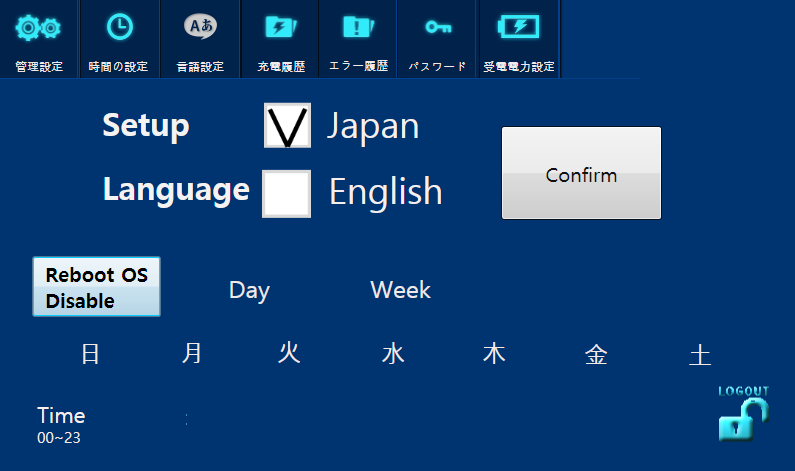 Aあ
管理設定 時間の設定 言語設定 充電履歴 エラー履歴 パスワード 受電電力設定
Setup Japan
Language English
Confirm
Reboot OS
Disable
Day Week
日 月 火 水 木 金 土
LOGOUT
Time :
00~23